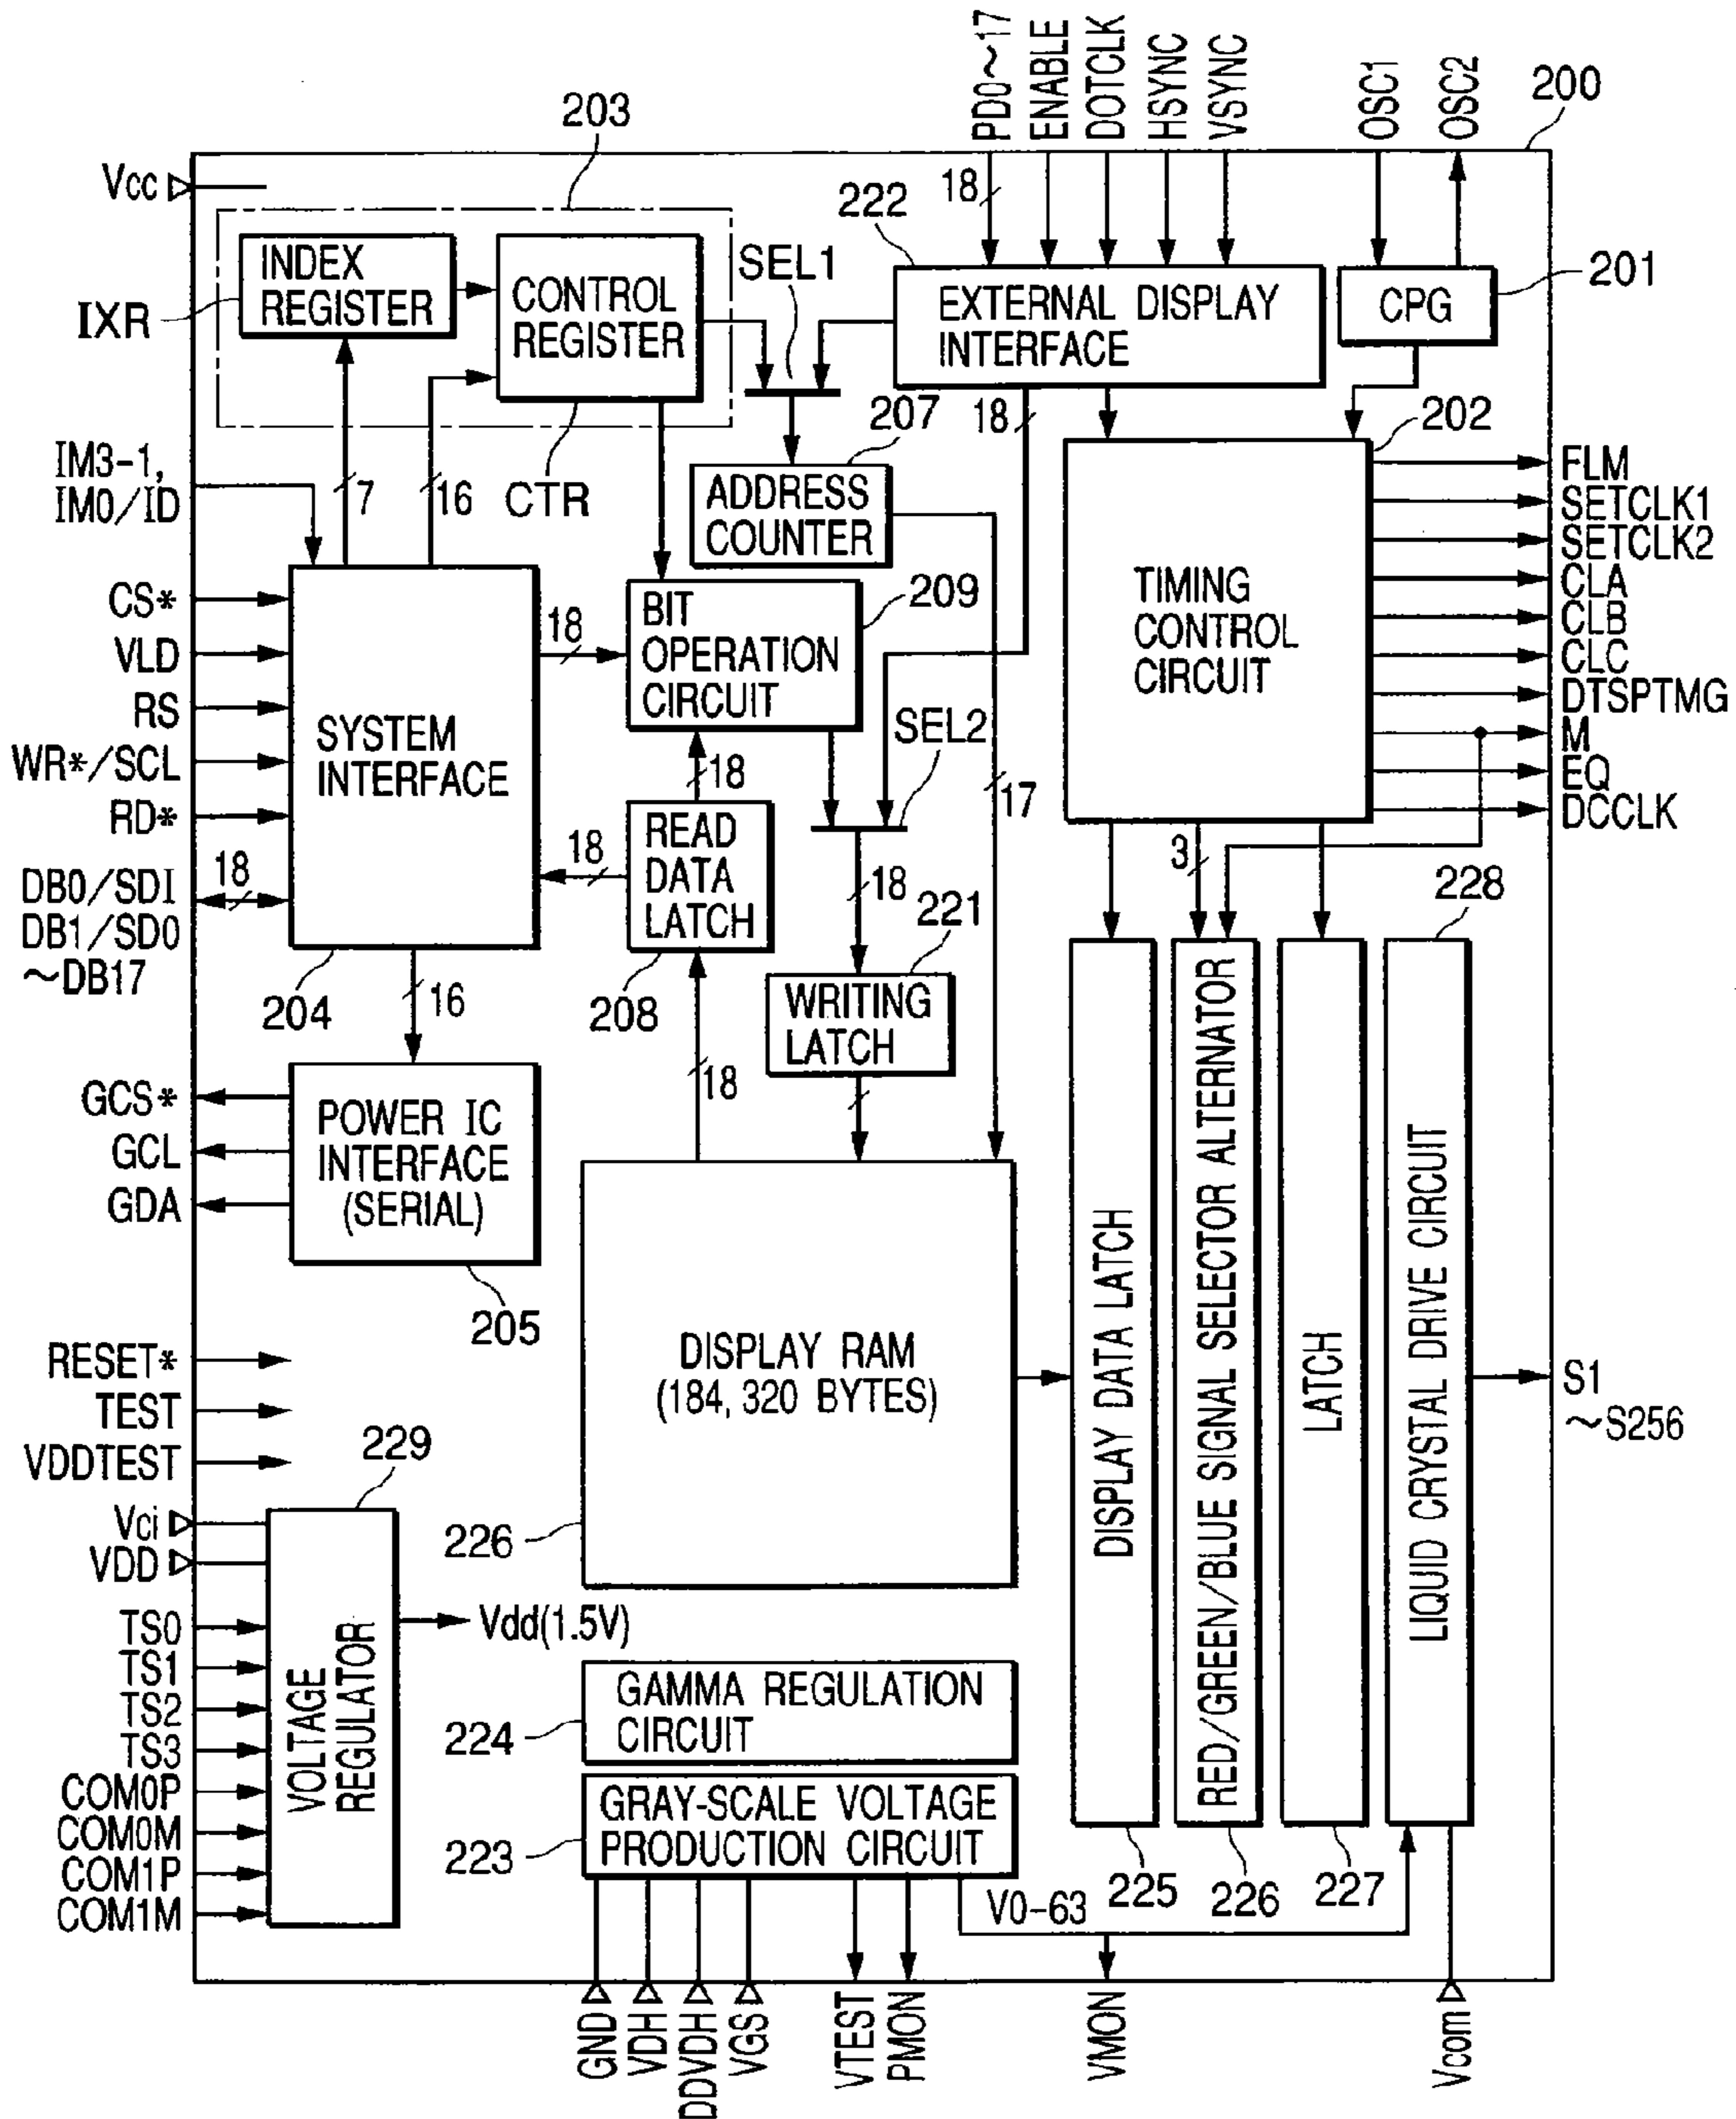 PD0~17
ENABLE
DOTCLK
HSYNC
VSYNC
OSC1
OSC2
200
203
Vcc
18
222
INDEX
REGISTER
IXR
CONTROL
REGISTER
SEL1
EXTERNAL DISPLAY
INTERFACE
CPG
201
18
207
202
IM3-1,
IM0/ID
7
16
CTR
ADDRESS
COUNTER
TIMING
CONTROL
CIRCUIT
FLM
SETCLK1
SETCLK2
CLA
CLB
CLC
DTSPTMG
M
EQ
DCCLK
CS*
VLD
RS
WR*/SCL
RD*
DB0/SDI
DB1/SD0
~DB17
18
SYSTEM
INTERFACE
204
18
BIT
OPERATION
CIRCUIT
209
SEL2
18
READ
DATA
LATCH
18
208
17
18
221
WRITING
LATCH
3
228
16
18
GCS*
GCL
GDA
POWER IC
INTERFACE
(SERIAL)
205
DISPLAY RAM
(184, 320 BYTES)
226
DISPLAY DATA LATCH
RED/GREEN/BLUE SIGNAL SELECTOR ALTERNATOR
LATCH
LIQUID CRYSTAL DRIVE CIRCUIT
S1
~S256
RESET*
TEST
VDDTEST
229
Vci
VDD
TS0
TS1
TS2
TS3
COM0P
COM0M
COM1P
COM1M
VOLTAGE
REGULATOR
Vdd(1.5V)
GAMMA REGULATION
CIRCUIT
224
GRAY-SCALE VOLTAGE
PRODUCTION CIRCUIT
223
225
226
227
V0-63
GND
VDH
DDVDH
VGS
VTEST
PMON
VMON
Vcom